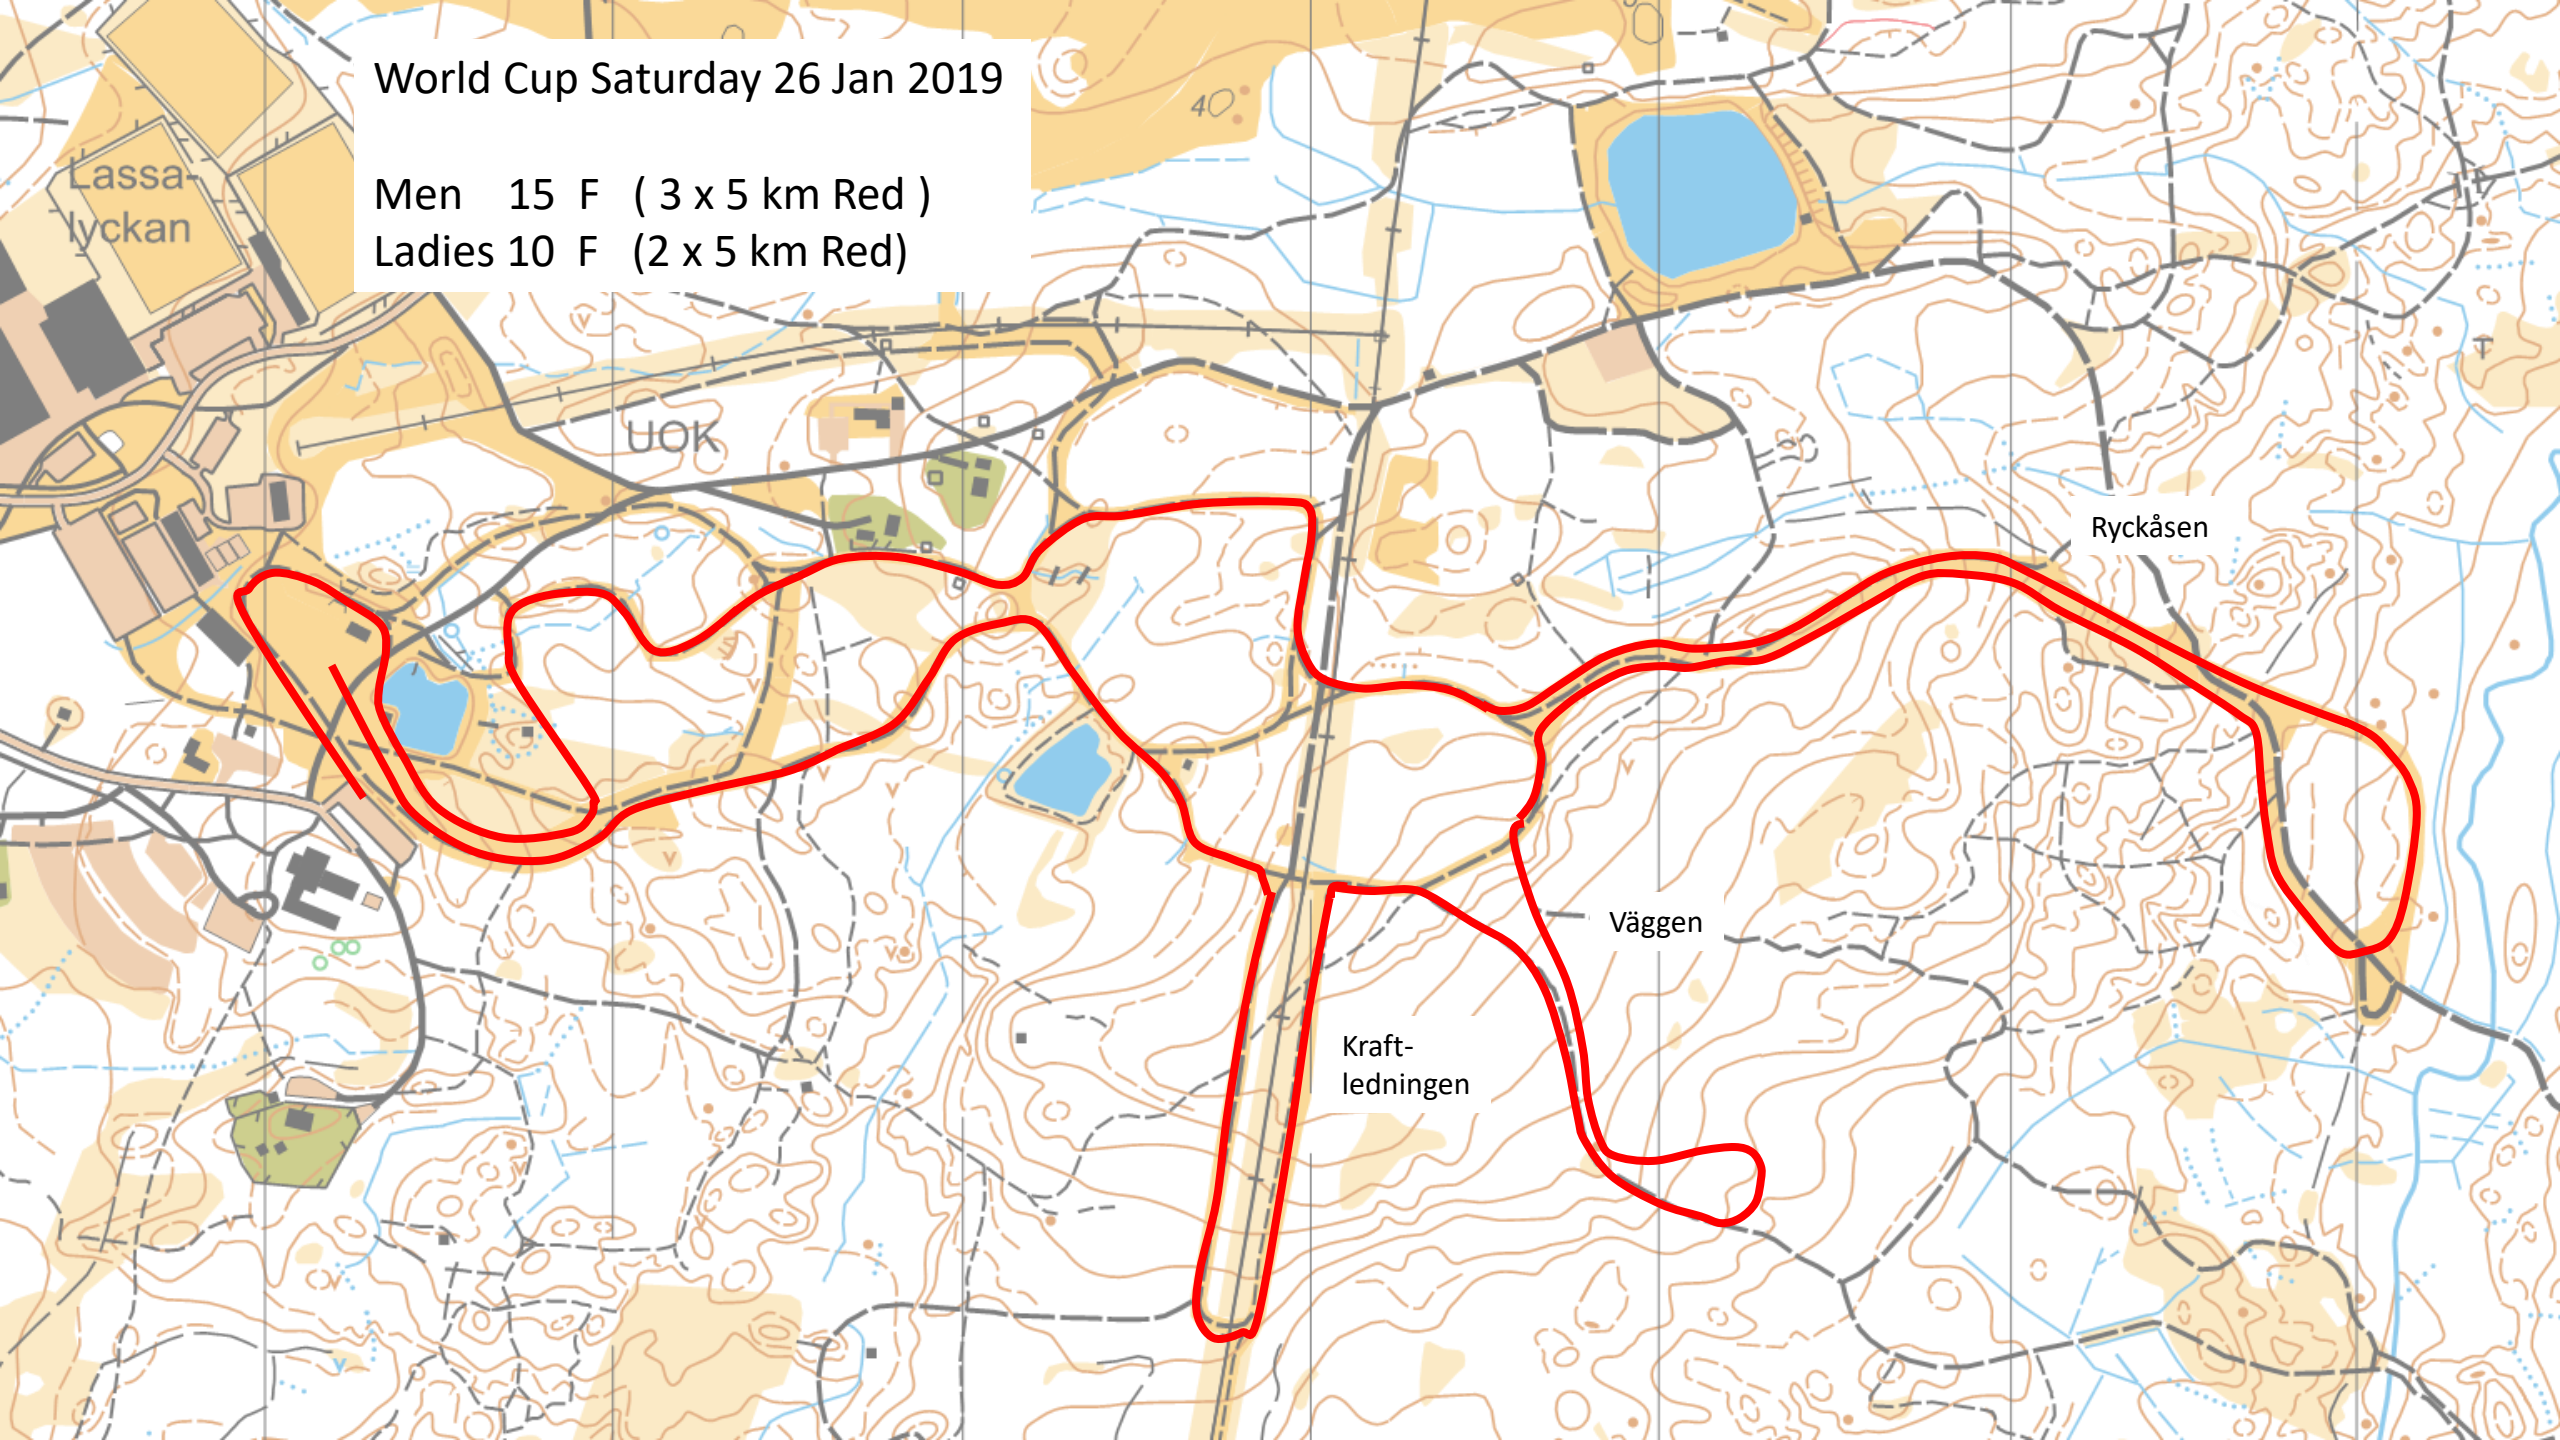 World Cup Saturday 26 Jan 2019
Men 15 F ( 3 x 5 km Red )
Ladies 10 F (2 x 5 km Red)
40
Lassa-
lyckan
UOK
Ryckåsen
Väggen
Kraft-
ledningen